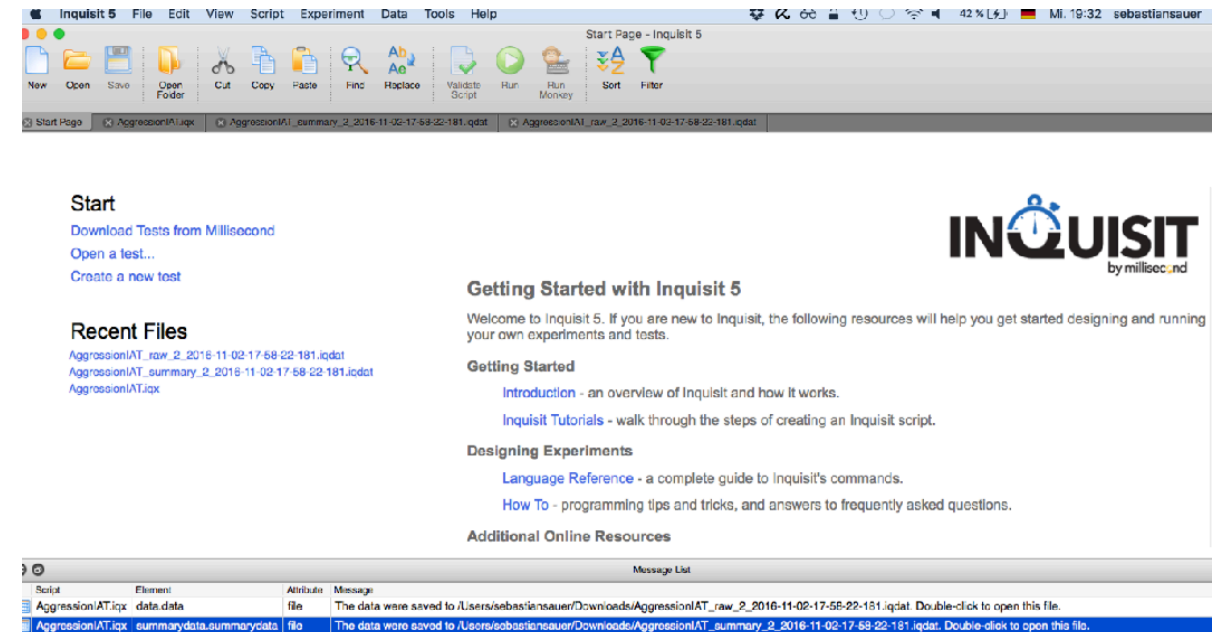 Inquisit 5 File Edit View Script Experiment Data Tools Help 42 % Mi. 19:32 sebastiansauer
Start Page - Inquisit 5
New Open Save Open Folder Cut Copy Paste Find Replace Validate Script Run Run Monkey Sort Filter
Start Page AggressionIAT.iqx AggressionIAT_summary_2_2016-11-02-17-58-22-181.iqdat AggressionIAT_raw_2_2016-11-02-17-58-22-181.iqdat
Start
Download Tests from Millisecond
Open a test...
Create a new test
Recent Files
AggressionIAT_raw_2_2016-11-02-17-58-22-181.iqdat
AggressionIAT_summary_2_2016-11-02-17-58-22-181.iqdat
AggressionIAT.iqx
INQUISIT
by millisecond
Getting Started with Inquisit 5
Welcome to Inquisit 5. If you are new to Inquisit, the following resources will help you get started designing and running
your own experiments and tests.
Getting Started
Introduction - an overview of Inquisit and how it works.
Inquisit Tutorials - walk through the steps of creating an Inquisit script.
Designing Experiments
Language Reference - a complete guide to Inquisit's commands.
How To - programming tips and tricks, and answers to frequently asked questions.
Additional Online Resources
Message List
Script Element Attribute Message
AggressionIAT.iqx data.data file The data were saved to /Users/sebastiansauer/Downloads/AggressionIAT_raw_2_2016-11-02-17-58-22-181.iqdat. Double-click to open this file.
AggressionIAT.iqx summarydata.summarydata file The data were saved to /Users/sebastiansauer/Downloads/AggressionIAT_summary_2_2016-11-02-17-58-22-181.iqdat. Double-click to open this file.